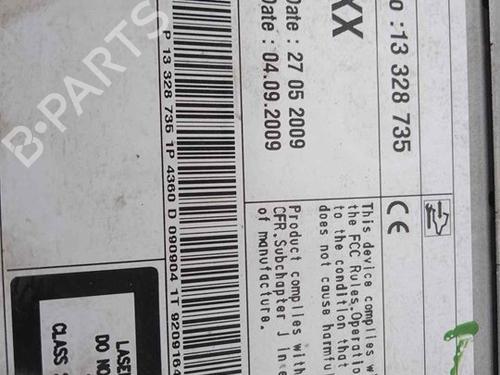 o :13 328 735
XX
Date : 27 05 2009
Date : 04.09.2009
P 13 328 735 1P 4360 D 090904 1T 9209164
B-PARTS
CE
This device complies w
the FCC Rules.Operatio
to the condition that
does not cause harmful
Product complies with
CFR.Subchapter J in e
of manufacture.
LASE
DO NO
CLASS